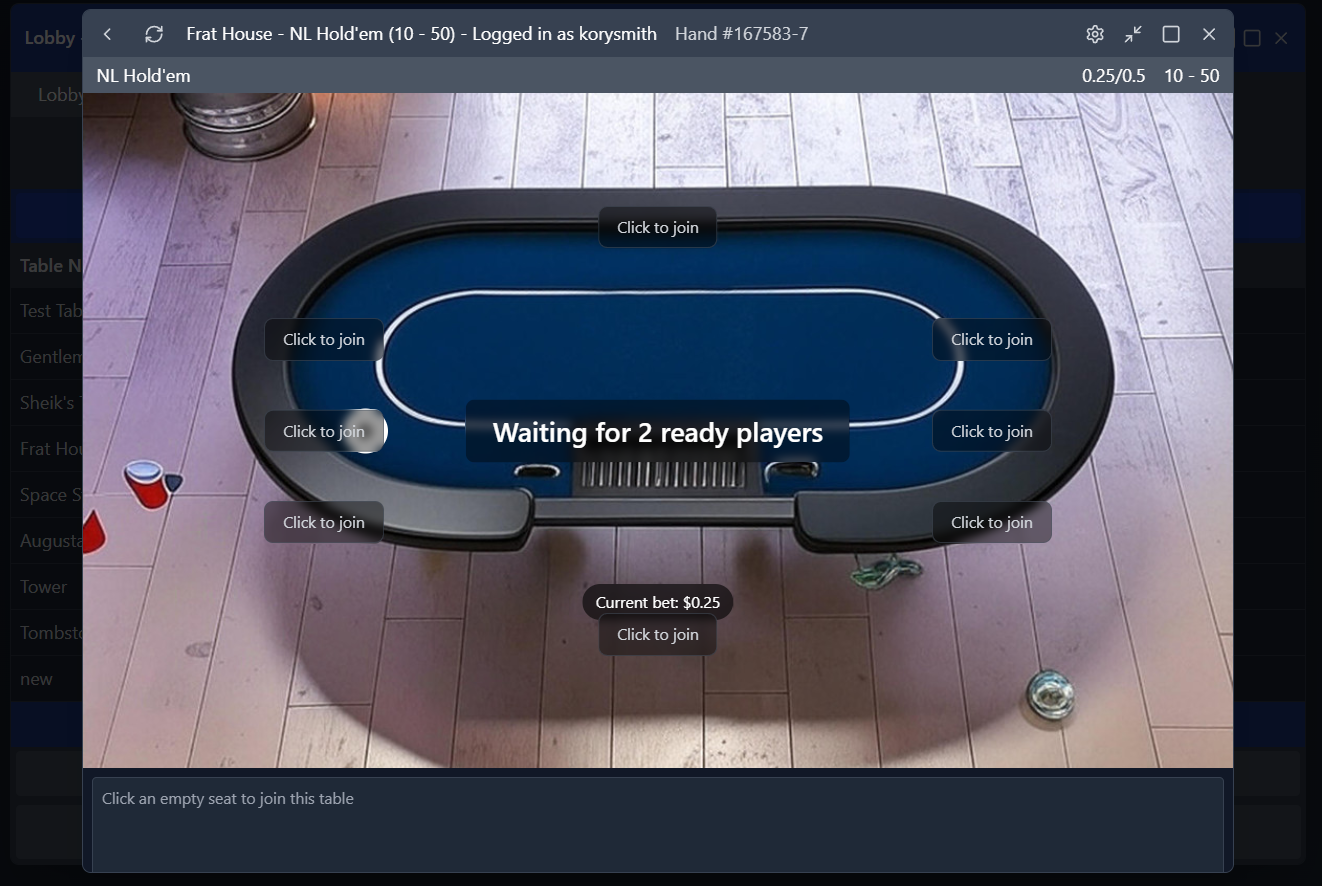 Lobby
Frat House - NL Hold'em (10 - 50) - Logged in as korysmith Hand #167583-7
NL Hold'em 0.25/0.5 10 - 50
Lobby
Click to join
Table N
Test Tab
Click to join Click to join
Gentlem
Sheik's
Click to join Waiting for 2 ready players Click to join
Frat Hou
Space S
Click to join Click to join
Augusta
Tower
Current bet: $0.25
Click to join
Tombsto
new
Click an empty seat to join this table